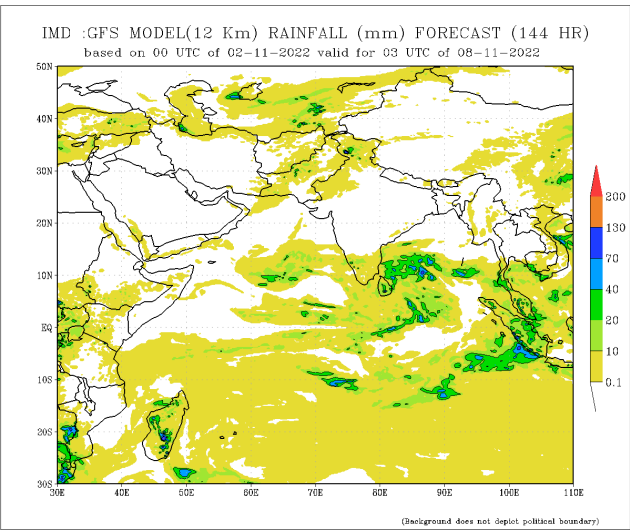 IMD :GFS MODEL(12 Km) RAINFALL (mm) FORECAST (144 HR)
based on 00 UTC of 02-11-2022 valid for 03 UTC of 08-11-2022
50N
40N
30N
20N
10N
EQ
10S
20S
30S
30E 40E 50E 60E 70E 80E 90E 100E 110E
200
130
70
40
20
10
0.1
(Background does not depict political boundary)